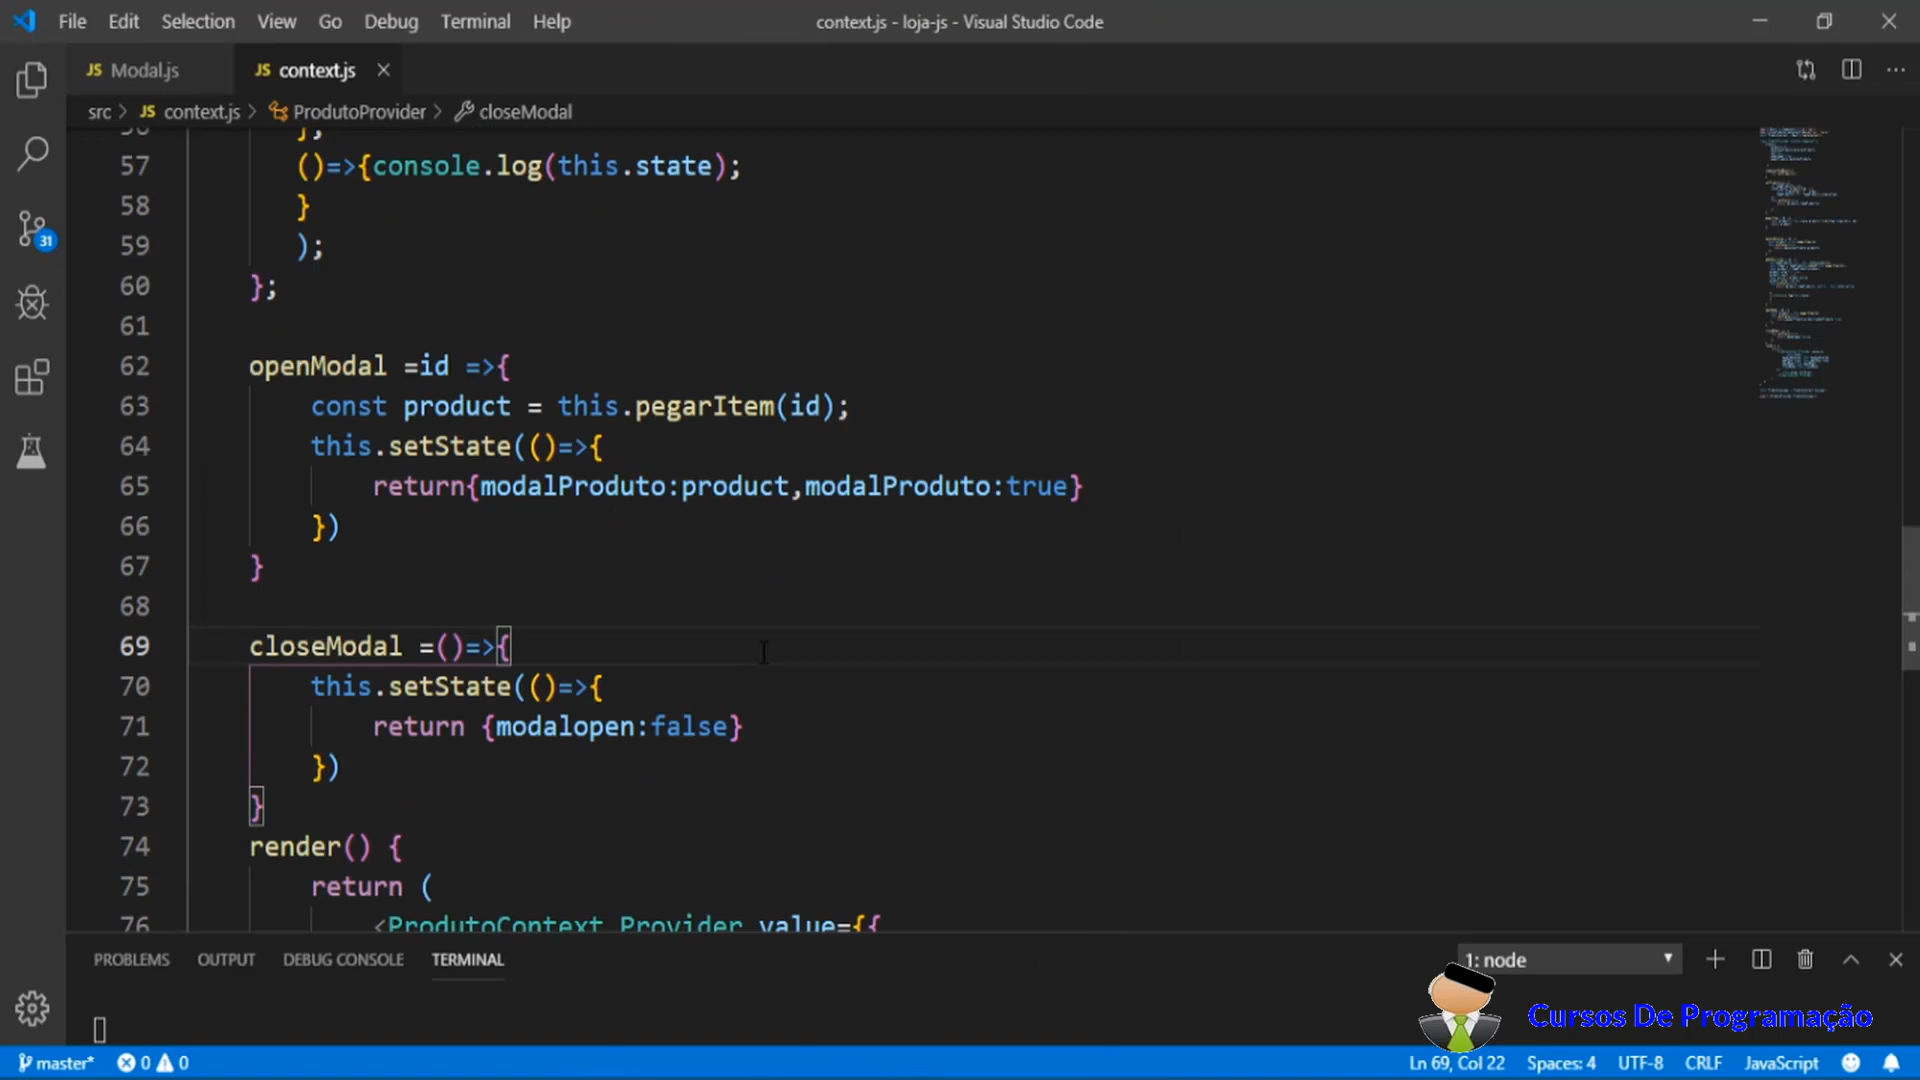 File Edit Selection View Go Debug Terminal Help
context.js - loja-js - Visual Studio Code
JS Modal.js
JS context.js
src > JS context.js > ProdutoProvider > closeModal
57 ()=>{console.log(this.state);
58 }
59 );
60 };
61
62 openModal =id =>{
63 const product = this.pegarItem(id);
64 this.setState(()=>{
65 return{modalProduto:product,modalProduto:true}
66 })
67 }
68
69 closeModal =()=>{
70 this.setState(()=>{
71 return {modalopen:false}
72 })
73 }
74 render() {
75 return (
76 <ProdutoContext.Provider value={{
31
PROBLEMS OUTPUT DEBUG CONSOLE TERMINAL
1: node
Cursos De Programação
master* 0 0
Ln 69, Col 22 Spaces: 4 UTF-8 CRLF JavaScript